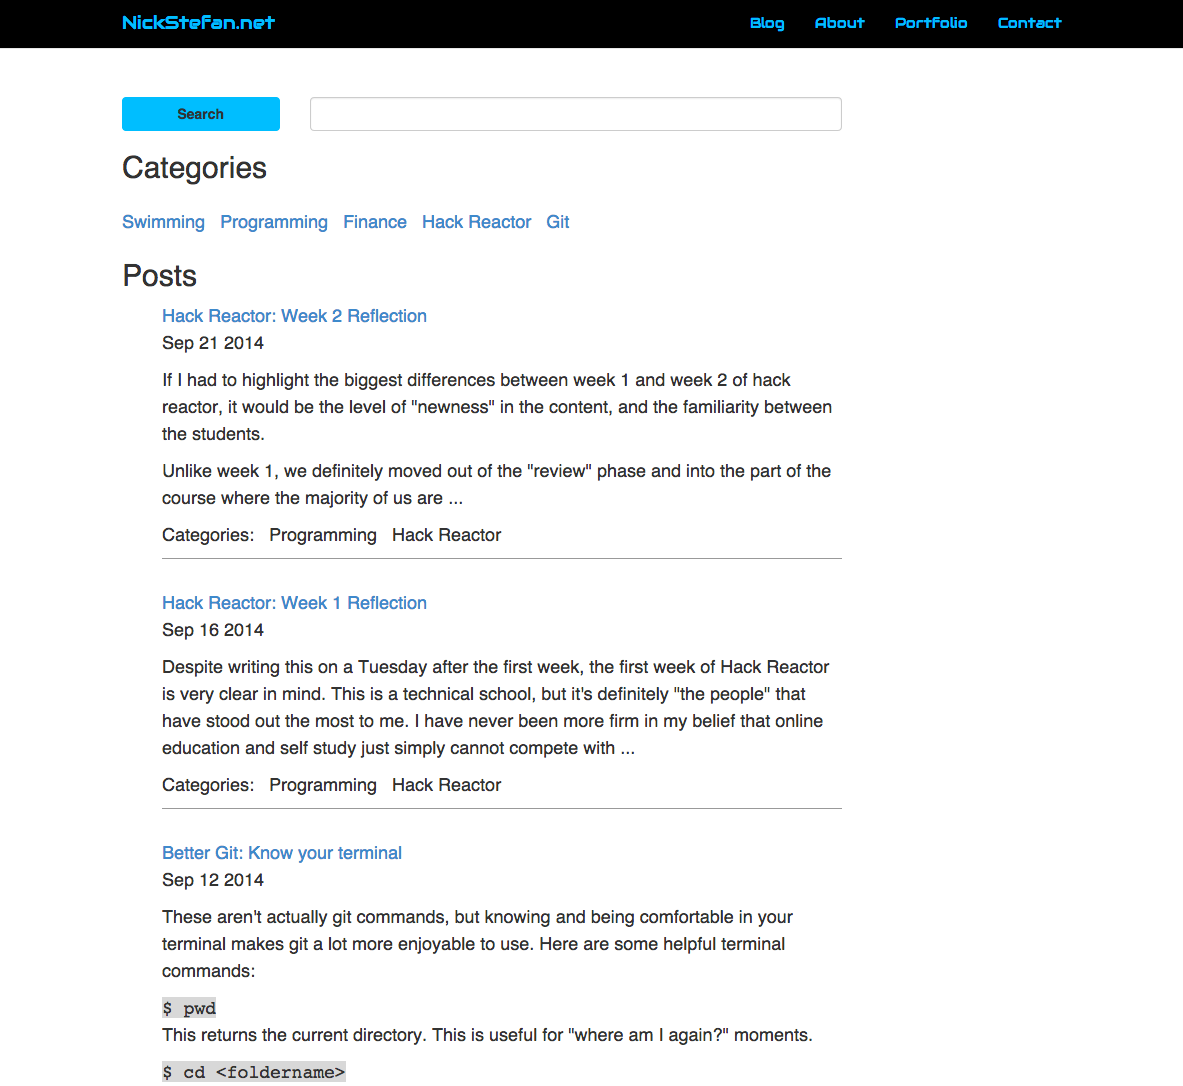 NickStefan.net Blog About Portfolio Contact
Search
Categories
Swimming Programming Finance Hack Reactor Git
Posts
Hack Reactor: Week 2 Reflection
Sep 21 2014
If I had to highlight the biggest differences between week 1 and week 2 of hack
reactor, it would be the level of "newness" in the content, and the familiarity between
the students.
Unlike week 1, we definitely moved out of the "review" phase and into the part of the
course where the majority of us are ...
Categories: Programming Hack Reactor
Hack Reactor: Week 1 Reflection
Sep 16 2014
Despite writing this on a Tuesday after the first week, the first week of Hack Reactor
is very clear in mind. This is a technical school, but it's definitely "the people" that
have stood out the most to me. I have never been more firm in my belief that online
education and self study just simply cannot compete with ...
Categories: Programming Hack Reactor
Better Git: Know your terminal
Sep 12 2014
These aren't actually git commands, but knowing and being comfortable in your
terminal makes git a lot more enjoyable to use. Here are some helpful terminal
commands:
$ pwd
This returns the current directory. This is useful for "where am I again?" moments.
$ cd <foldername>